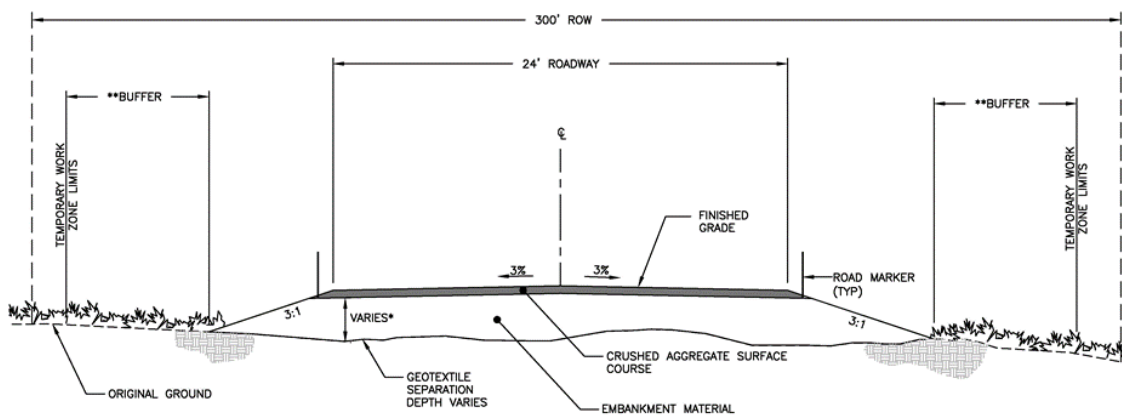 300' ROW
24' ROADWAY
**BUFFER
**BUFFER
℄
TEMPORARY WORK
ZONE LIMITS
TEMPORARY WORK
ZONE LIMITS
FINISHED
GRADE
3%
3%
ROAD MARKER
(TYP)
3:1
VARIES*
3:1
CRUSHED AGGREGATE SURFACE
COURSE
GEOTEXTILE
SEPARATION
DEPTH VARIES
ORIGINAL GROUND
EMBANKMENT MATERIAL